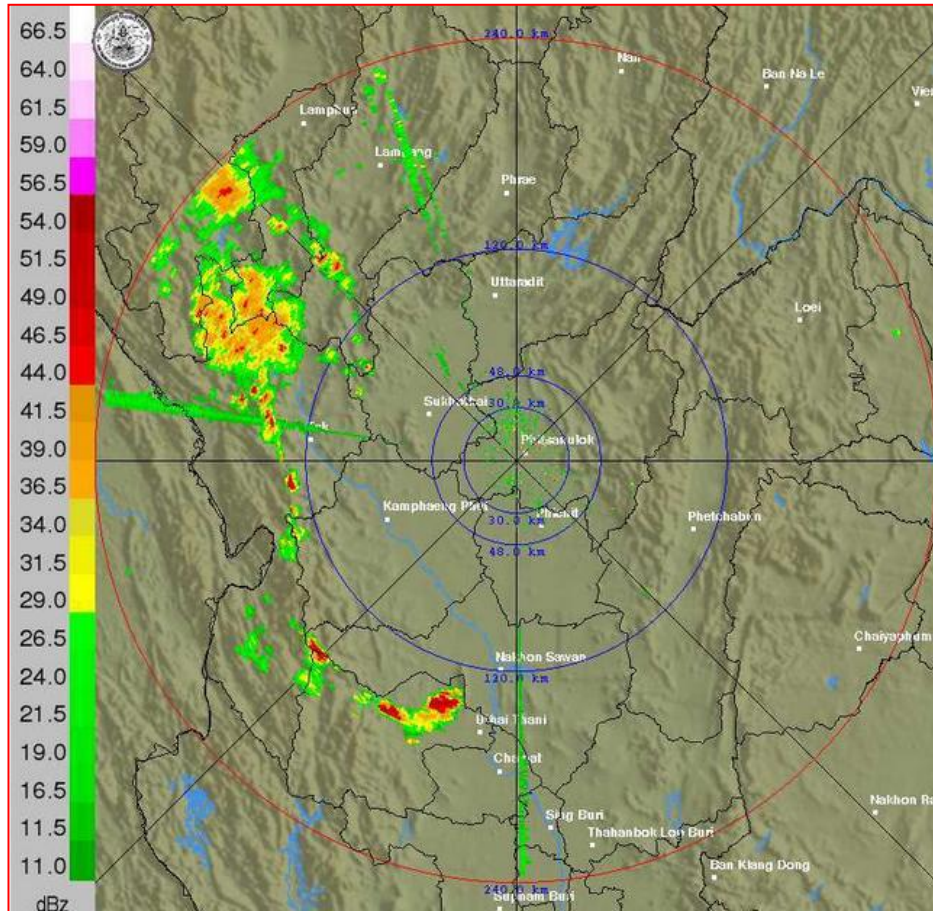 66.5
64.0
61.5
59.0
56.5
54.0
51.5
49.0
46.5
44.0
41.5
39.0
36.5
34.0
31.5
29.0
26.5
24.0
21.5
19.0
16.5
11.5
11.0
dBz
240.0 km
Nan
Ban Na Le
Lamphun
Lampang
Phrae
120.0 km
Uttaradit
Loei
48.0 km
30.0 km
Sukhothai
Tak
Phitsanulok
Kamphaeng Phet
Phichit
30.0 km
48.0 km
Phetchabun
Chaiyaphum
Nakhon Sawan
120.0 km
Uthai Thani
Chainat
Sing Buri
Thahanbok Lop Buri
Nakhon Ra
Ban Klang Dong
240.0 km
Suphan Buri